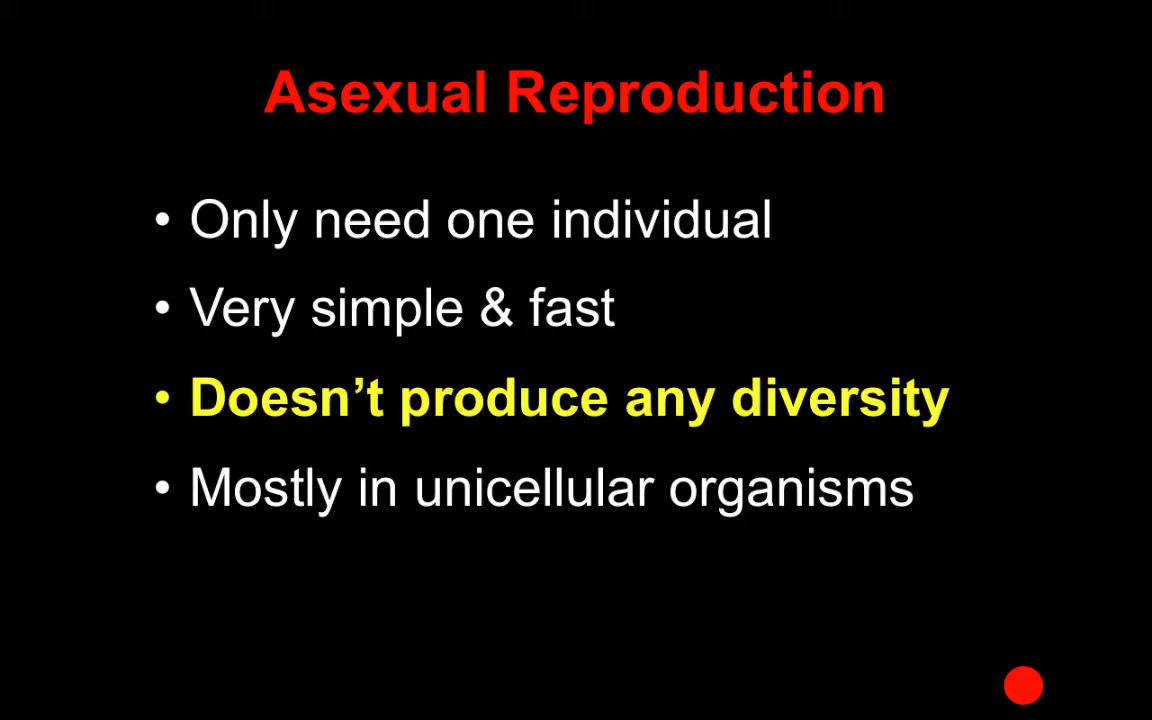 Asexual Reproduction
• Only need one individual
• Very simple & fast
• Doesn’t produce any diversity
• Mostly in unicellular organisms